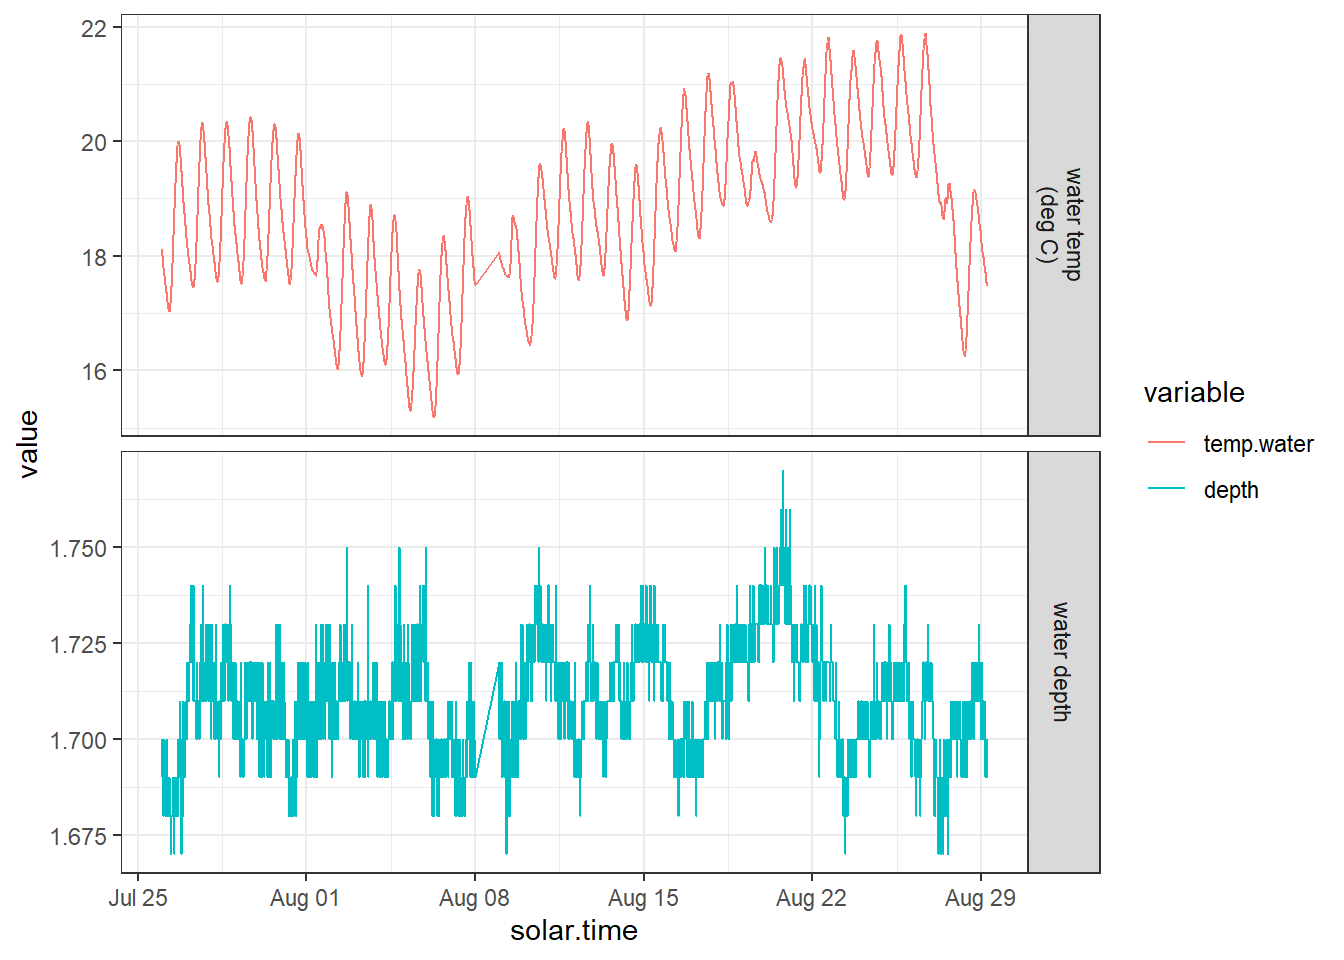 22
20
18
16
water temp
(deg C)
value
1.750
1.725
1.700
1.675
water depth
Jul 25
Aug 01
Aug 08
Aug 15
Aug 22
Aug 29
solar.time
variable
temp.water
depth